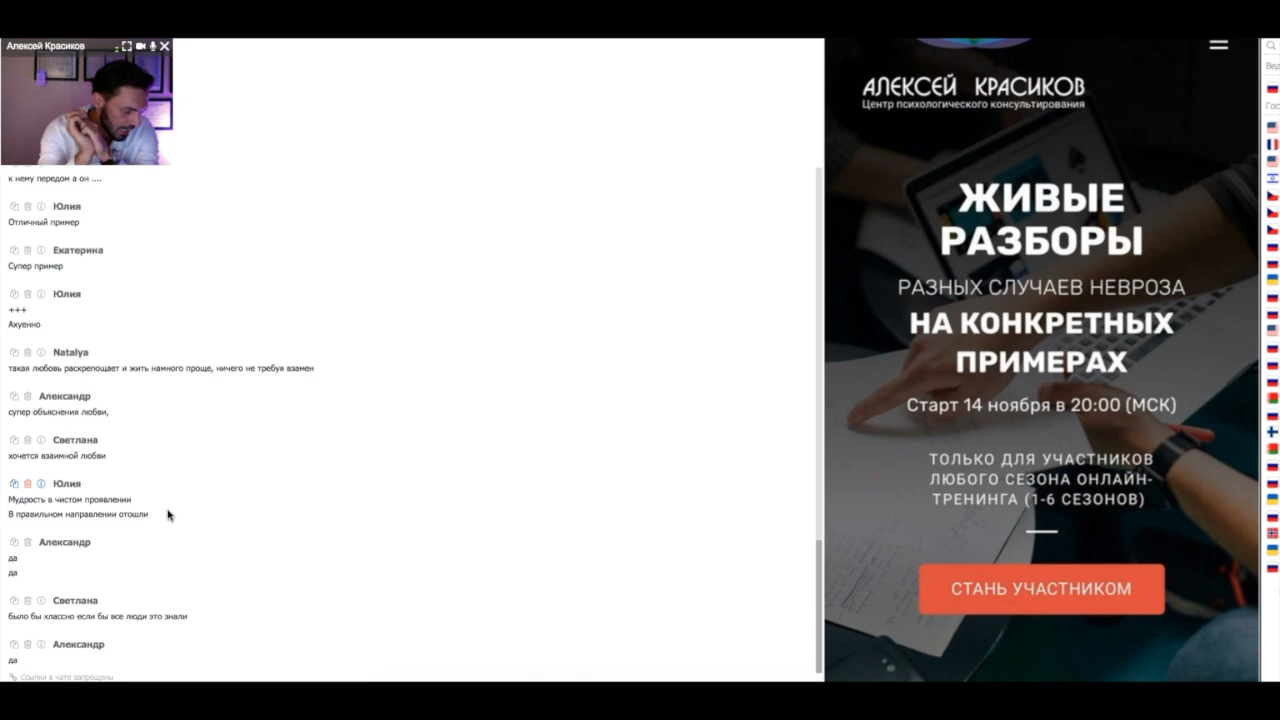 Алексей Красиков
к нему передом а он ....
Юлия
Отличный пример
Екатерина
Супер пример
Юлия
+++
Ахуенно
Natalya
такая любовь раскрепощает и жить намного проще, ничего не требуя взамен
Александр
супер объяснения любви,
Светлана
хочется взаимной любви
Юлия
Мудрость в чистом проявлении
В правильном направлении отошли
Александр
да
да
Светлана
было бы классно если бы все люди это знали
Александр
да
Ссылки в чате запрещены
АЛЕКСЕЙ КРАСИКОВ
Центр психологического консультирования
ЖИВЫЕ
РАЗБОРЫ
РАЗНЫХ СЛУЧАЕВ НЕВРОЗА
НА КОНКРЕТНЫХ
ПРИМЕРАХ
Старт 14 ноября в 20:00 (МСК)
ТОЛЬКО ДЛЯ УЧАСТНИКОВ
ЛЮБОГО СЕЗОНА ОНЛАЙН-
ТРЕНИНГА (1-6 СЕЗОНОВ)
СТАНЬ УЧАСТНИКОМ
Вед
Гос